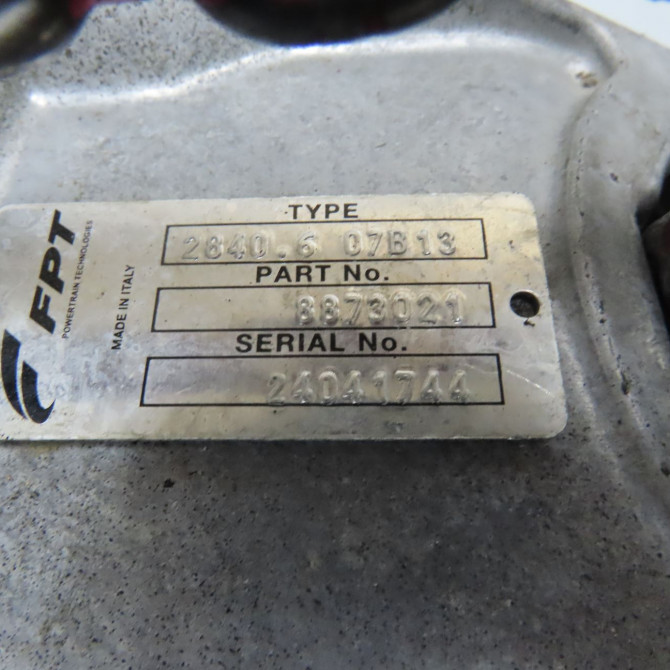 FPT
POWERTRAIN TECHNOLOGIES
MADE IN ITALY
TYPE
2840.6 07B13
PART No.
8873021
SERIAL No.
24041744